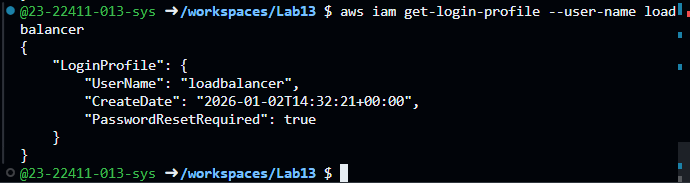 @23-22411-013-sys ➜/workspaces/Lab13 $ aws iam get-login-profile --user-name load
balancer
{
    "LoginProfile": {
        "UserName": "loadbalancer",
        "CreateDate": "2026-01-02T14:32:21+00:00",
        "PasswordResetRequired": true
    }
}
@23-22411-013-sys ➜/workspaces/Lab13 $